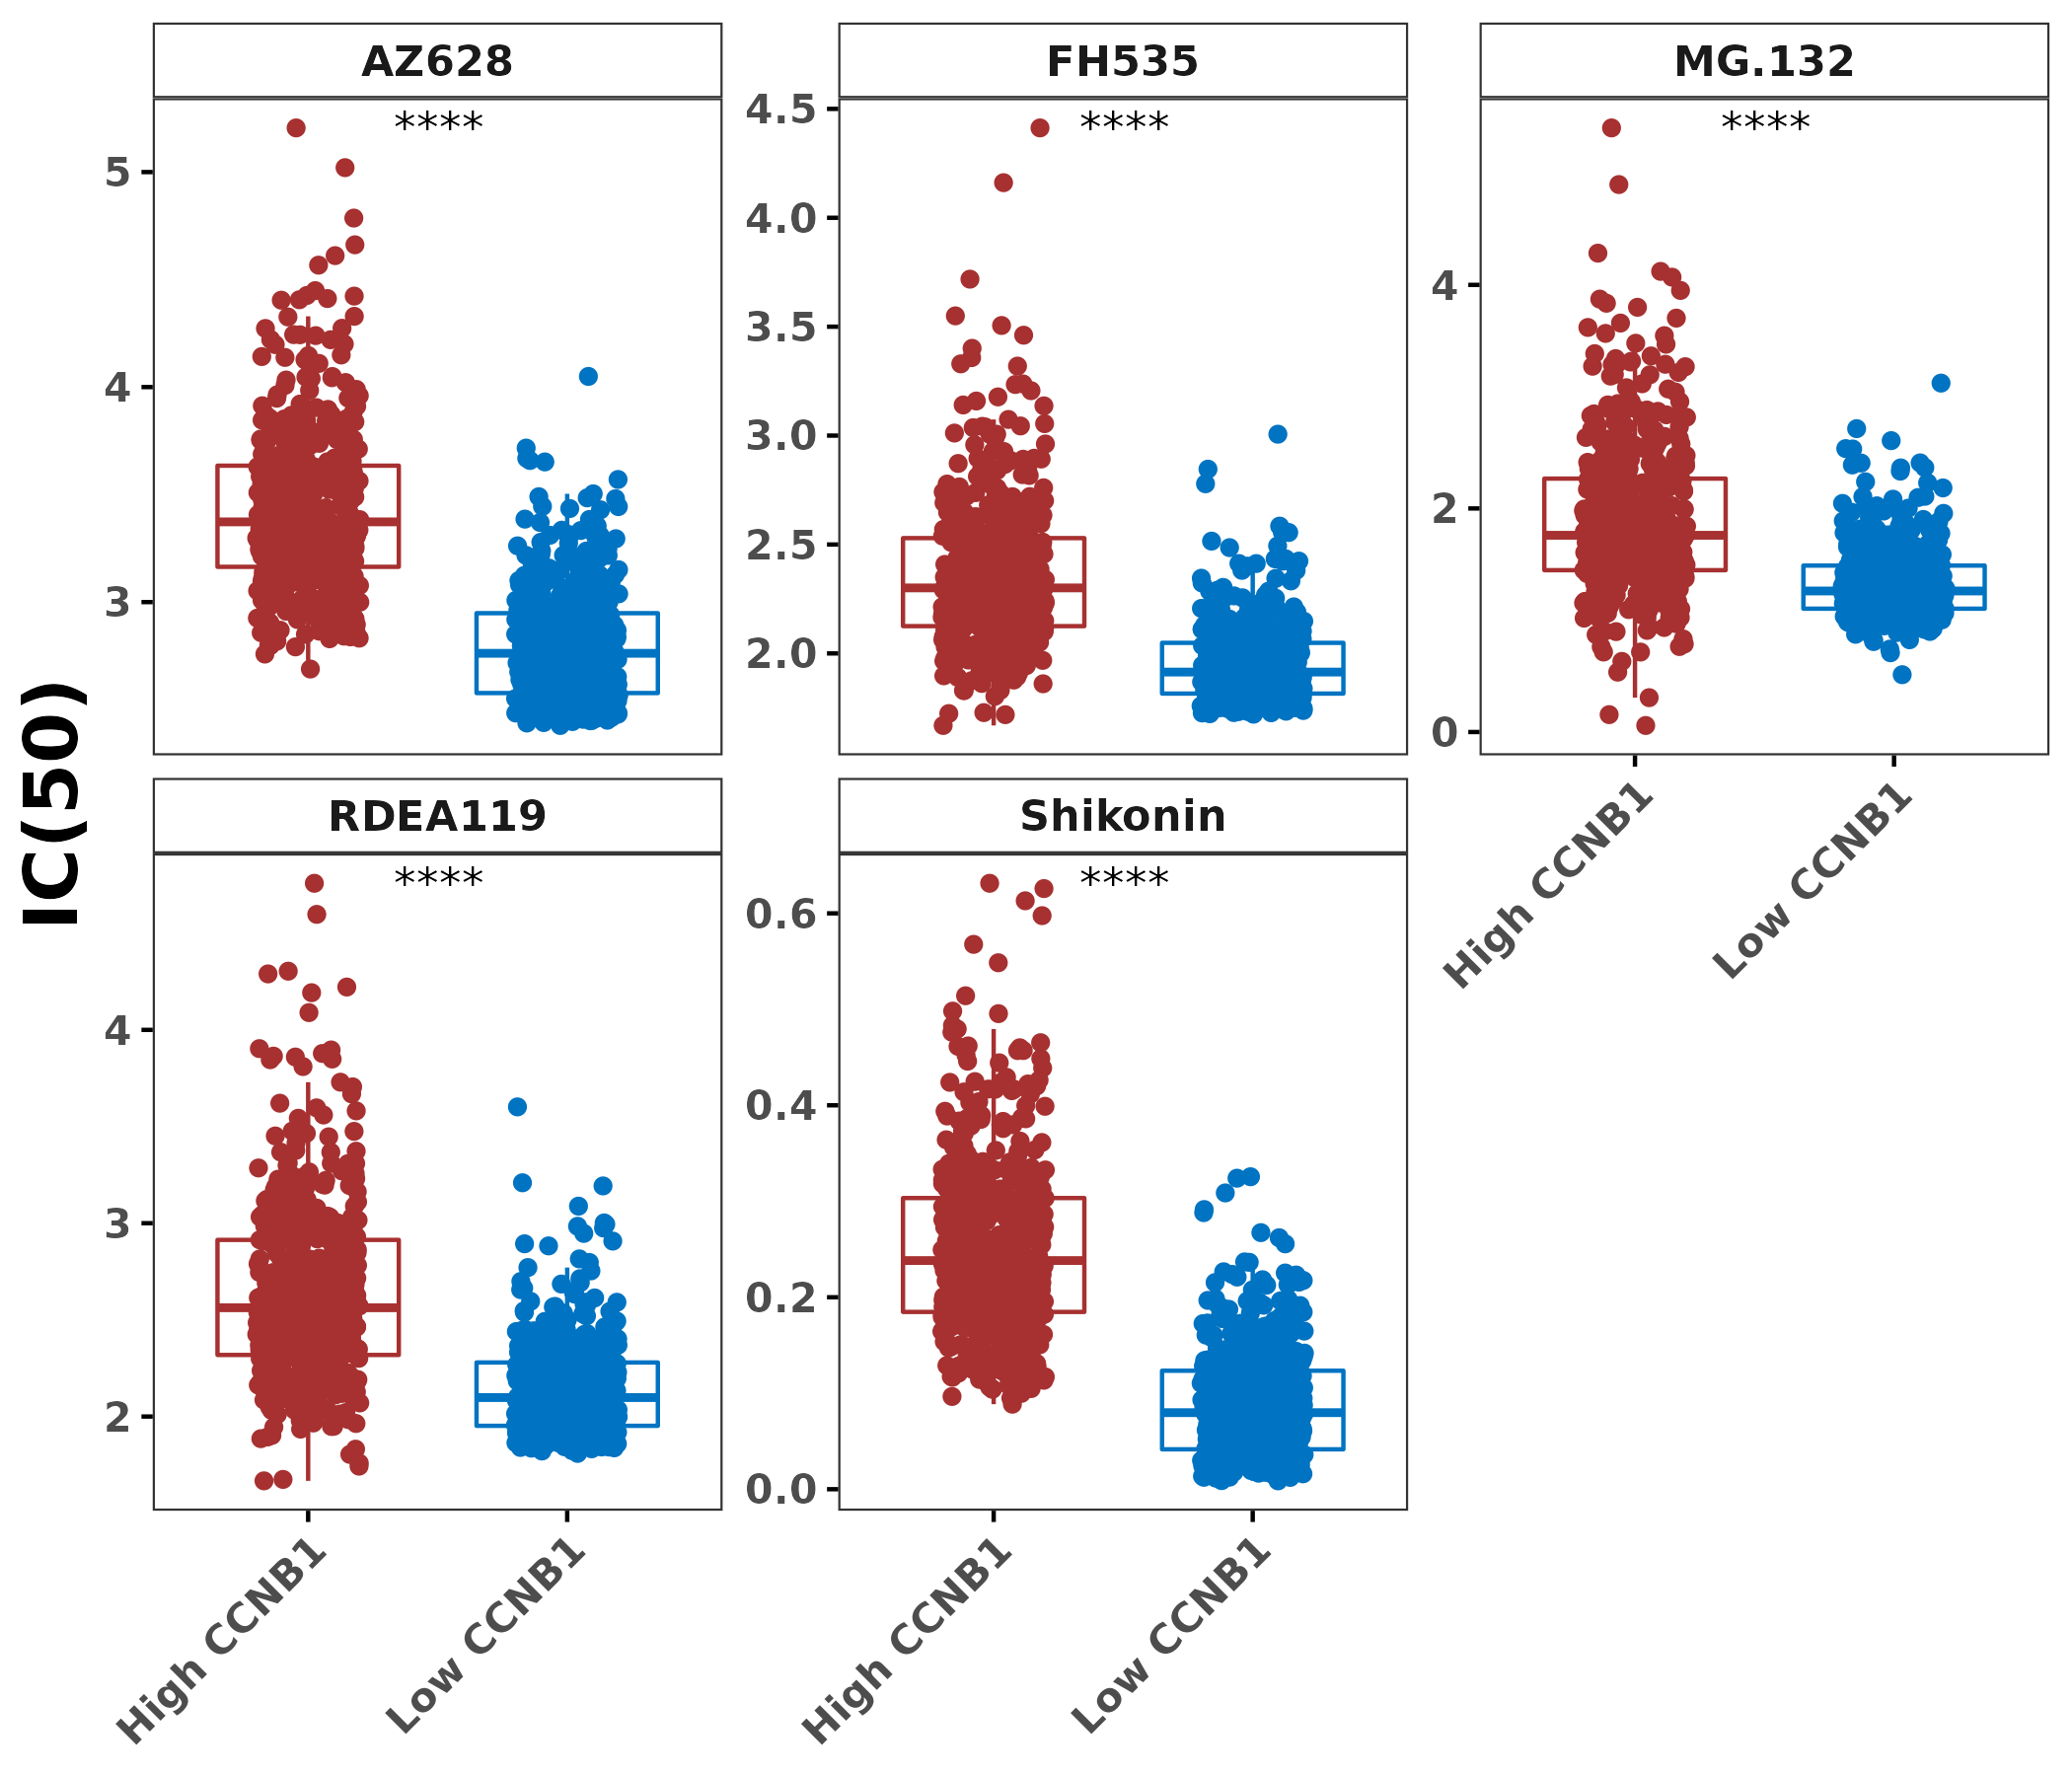 AZ628
FH535
MG.132
****
****
****
5
4
3
4.5
4.0
3.5
3.0
2.5
2.0
4
2
0
High CCNB1
Low CCNB1
IC(50)
RDEA119
Shikonin
****
****
4
3
2
0.6
0.4
0.2
0.0
High CCNB1
Low CCNB1
High CCNB1
Low CCNB1